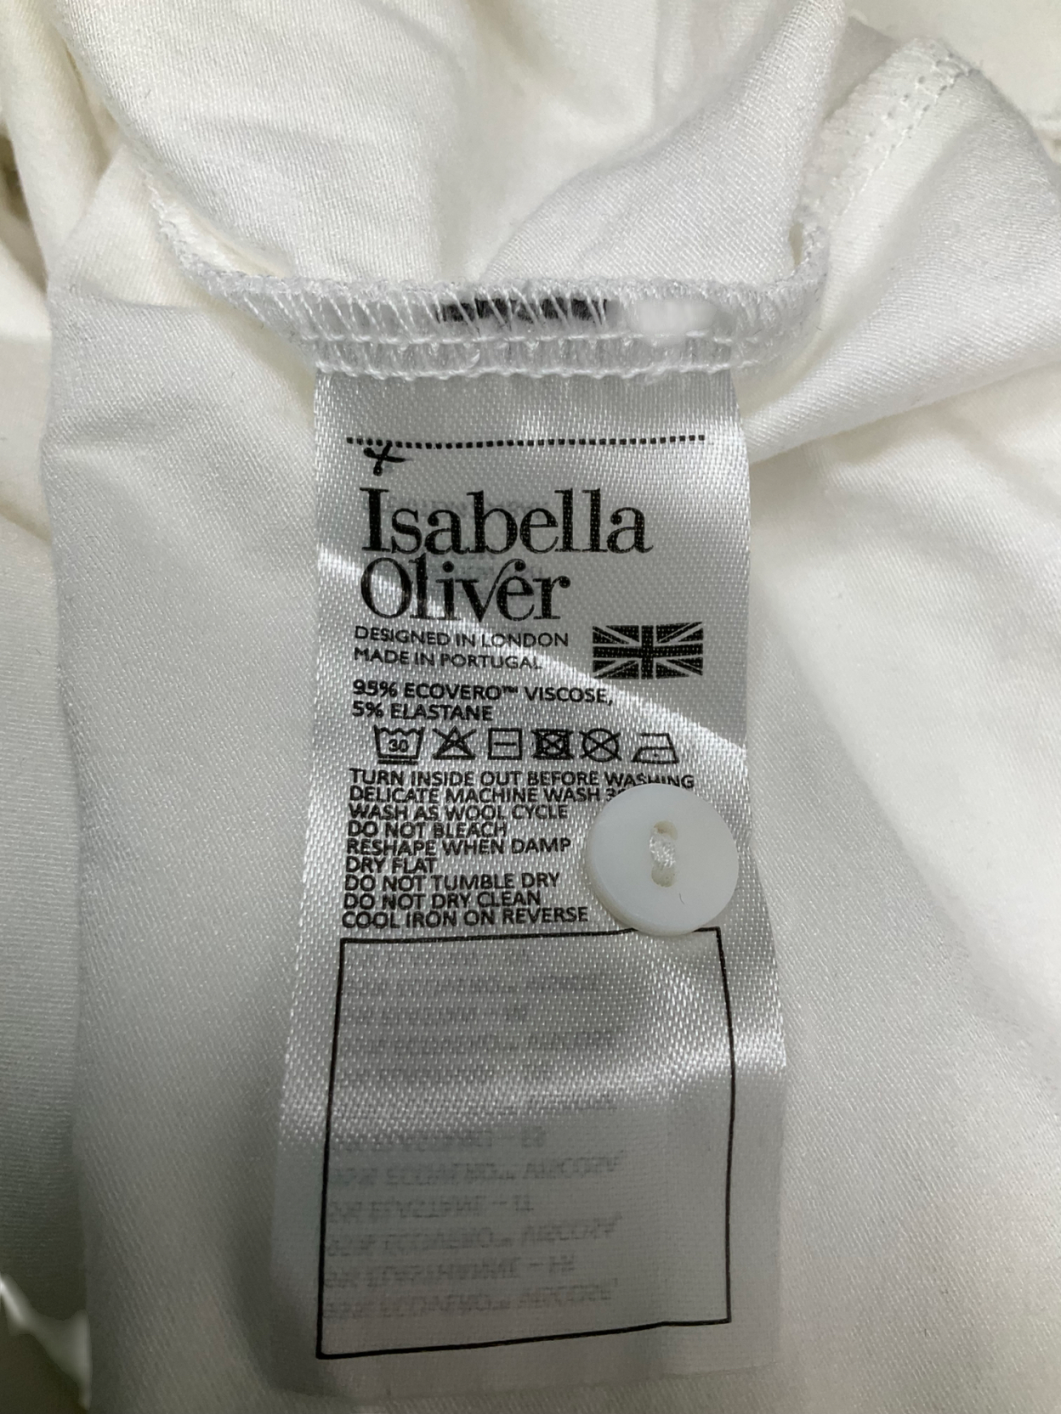 Isabella
Oliver
DESIGNED IN LONDON
MADE IN PORTUGAL
95% ECOVERO™ VISCOSE,
5% ELASTANE
30
TURN INSIDE OUT BEFORE WASHING
DELICATE MACHINE WASH
WASH AS WOOL CYCLE
DO NOT BLEACH
RESHAPE WHEN DAMP
DRY FLAT
DO NOT TUMBLE DRY
DO NOT DRY CLEAN
COOL IRON ON REVERSE